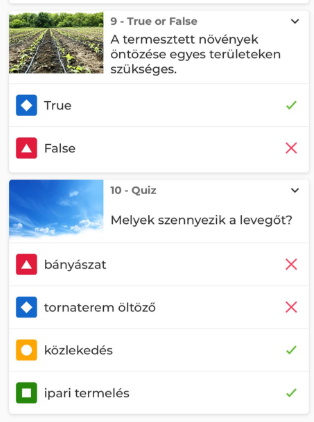 9 - True or False
A termesztett növények
öntözése egyes területeken
szükséges.
True
False
10 - Quiz
Melyek szennyezik a levegőt?
bányászat
tornaterem öltöző
közlekedés
ipari termelés